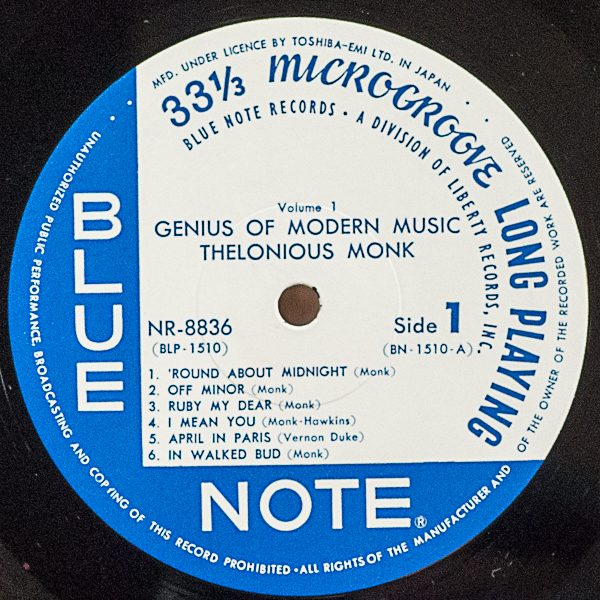 MFD. UNDER LICENCE BY TOSHIBA-EMI LTD. IN JAPAN
33⅓ MICROGROOVE LONG PLAYING
BLUE NOTE RECORDS • A DIVISION OF LIBERTY RECORDS, INC.
Volume 1
GENIUS OF MODERN MUSIC
THELONIOUS MONK
NR-8836
(BLP-1510)
Side 1
(BN-1510-A)
1. 'ROUND ABOUT MIDNIGHT (Monk)
2. OFF MINOR (Monk)
3. RUBY MY DEAR (Monk)
4. I MEAN YOU (Monk-Hawkins)
5. APRIL IN PARIS (Vernon Duke)
6. IN WALKED BUD (Monk)
BLUE
NOTE®
UNAUTHORIZED PUBLIC PERFORMANCE, BROADCASTING AND COPYING OF THIS RECORD PROHIBITED • ALL RIGHTS OF THE MANUFACTURER AND OF THE OWNER OF THE RECORDED WORK ARE RESERVED